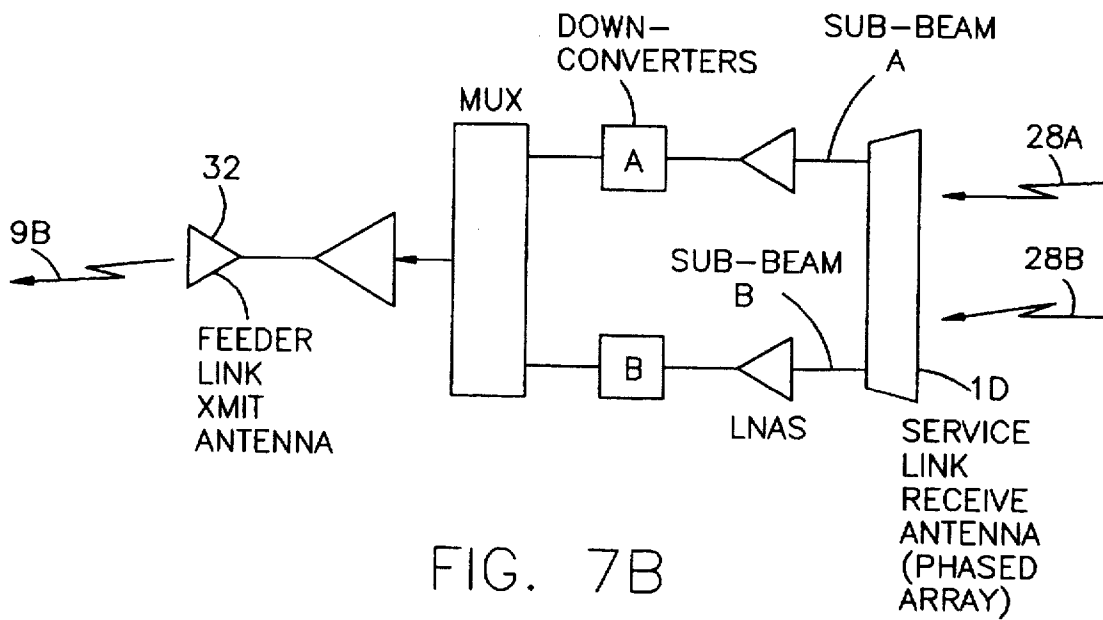 DOWN-
CONVERTERS
SUB-BEAM
A
MUX
A
28A
32
9B
SUB-BEAM
B
28B
FEEDER
LINK
XMIT
ANTENNA
B
LNAS
1D
SERVICE
LINK
RECEIVE
ANTENNA
(PHASED
ARRAY)
FIG. 7B